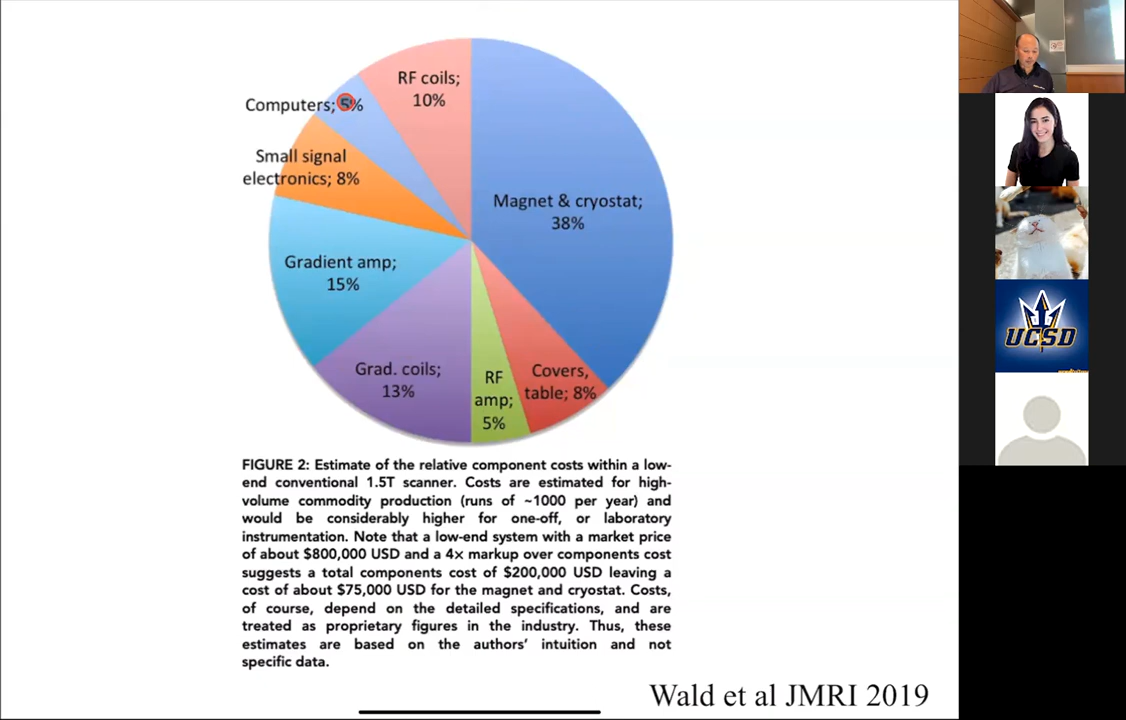 RF coils;
10%
Computers; 5%
Small signal
electronics; 8%
Magnet & cryostat;
38%
Gradient amp;
15%
Grad. coils;
13%
RF
amp;
5%
Covers,
table; 8%
FIGURE 2: Estimate of the relative component costs within a low-
end conventional 1.5T scanner. Costs are estimated for high-
volume commodity production (runs of ~1000 per year) and
would be considerably higher for one-off, or laboratory
instrumentation. Note that a low-end system with a market price
of about $800,000 USD and a 4x markup over components cost
suggests a total components cost of $200,000 USD leaving a
cost of about $75,000 USD for the magnet and cryostat. Costs,
of course, depend on the detailed specifications, and are
treated as proprietary figures in the industry. Thus, these
estimates are based on the authors' intuition and not
specific data.
Wald et al JMRI 2019
UCSD